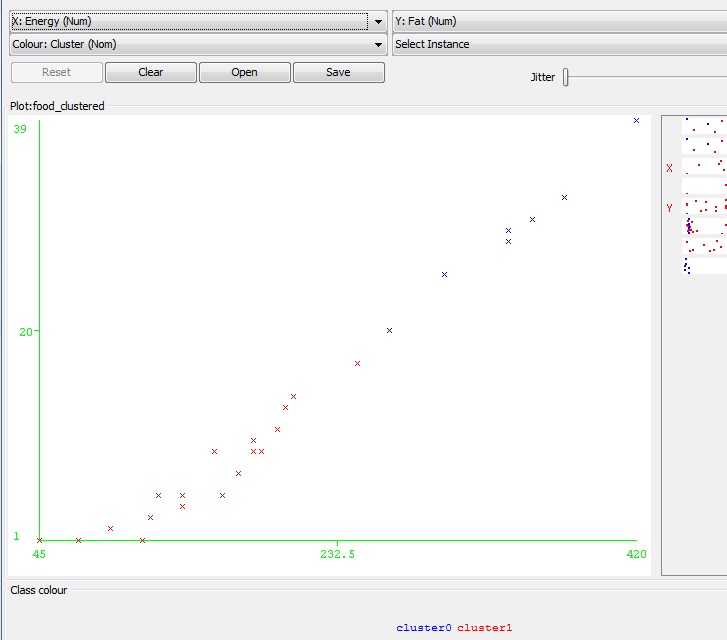 X: Energy (Num) Y: Fat (Num)
Colour: Cluster (Nom) Select Instance
Reset Clear Open Save Jitter
Plot:food_clustered
39
X
Y
20
1
45 232.5 420
Class colour
cluster0 cluster1